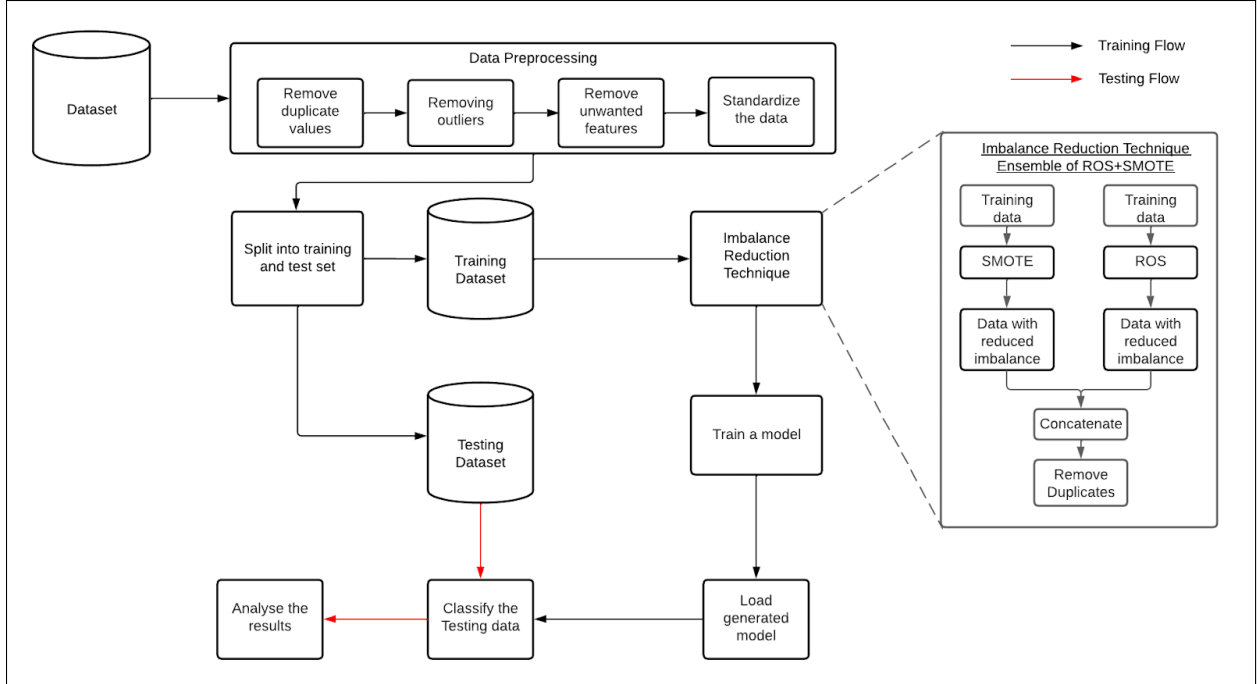 Dataset
Data Preprocessing
Remove
duplicate
values
Removing
outliers
Remove
unwanted
features
Standardize
the data
Training Flow
Testing Flow
Split into training
and test set
Training
Dataset
Imbalance
Reduction
Technique
Testing
Dataset
Train a model
Analyse the
results
Classify the
Testing data
Load
generated
model
Imbalance Reduction Technique
Ensemble of ROS+SMOTE
Training
data
Training
data
SMOTE
ROS
Data with
reduced
imbalance
Data with
reduced
imbalance
Concatenate
Remove
Duplicates